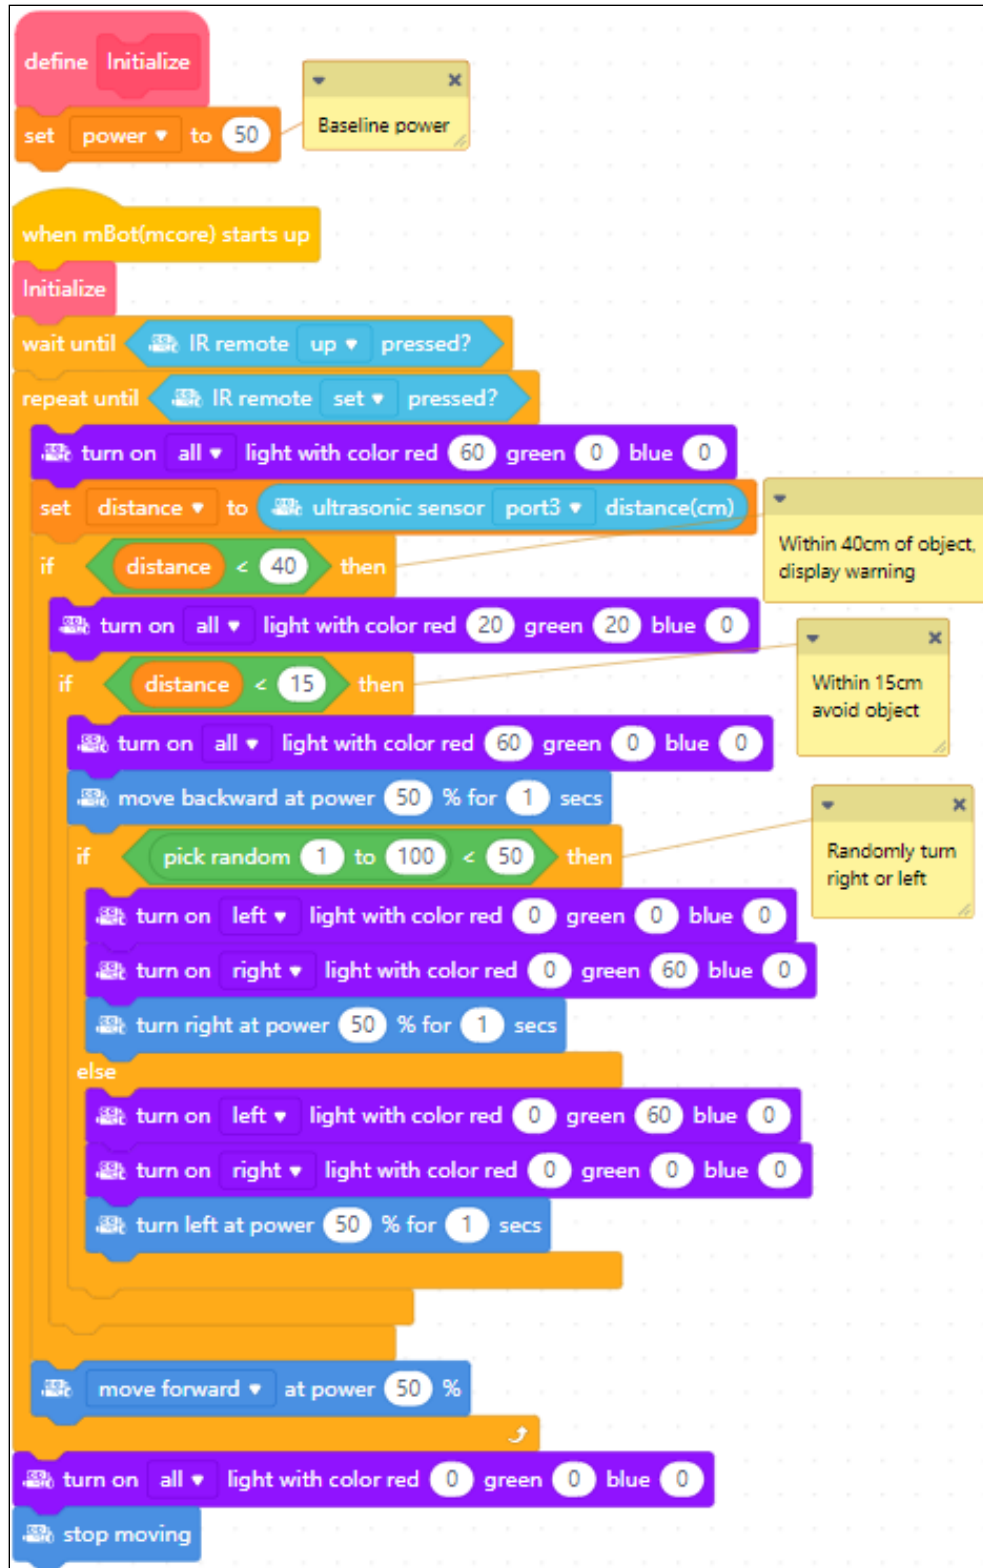 define Initialize
set power to 50
Baseline power
when mBot(mcore) starts up
Initialize
wait until IR remote up pressed?
repeat until IR remote set pressed?
turn on all light with color red 60 green 0 blue 0
set distance to ultrasonic sensor port3 distance(cm)
if distance < 40 then
Within 40cm of object,
display warning
turn on all light with color red 20 green 20 blue 0
if distance < 15 then
Within 15cm
avoid object
turn on all light with color red 60 green 0 blue 0
move backward at power 50 % for 1 secs
if pick random 1 to 100 < 50 then
Randomly turn
right or left
turn on left light with color red 0 green 0 blue 0
turn on right light with color red 0 green 60 blue 0
turn right at power 50 % for 1 secs
else
turn on left light with color red 0 green 60 blue 0
turn on right light with color red 0 green 0 blue 0
turn left at power 50 % for 1 secs
move forward at power 50 %
turn on all light with color red 0 green 0 blue 0
stop moving